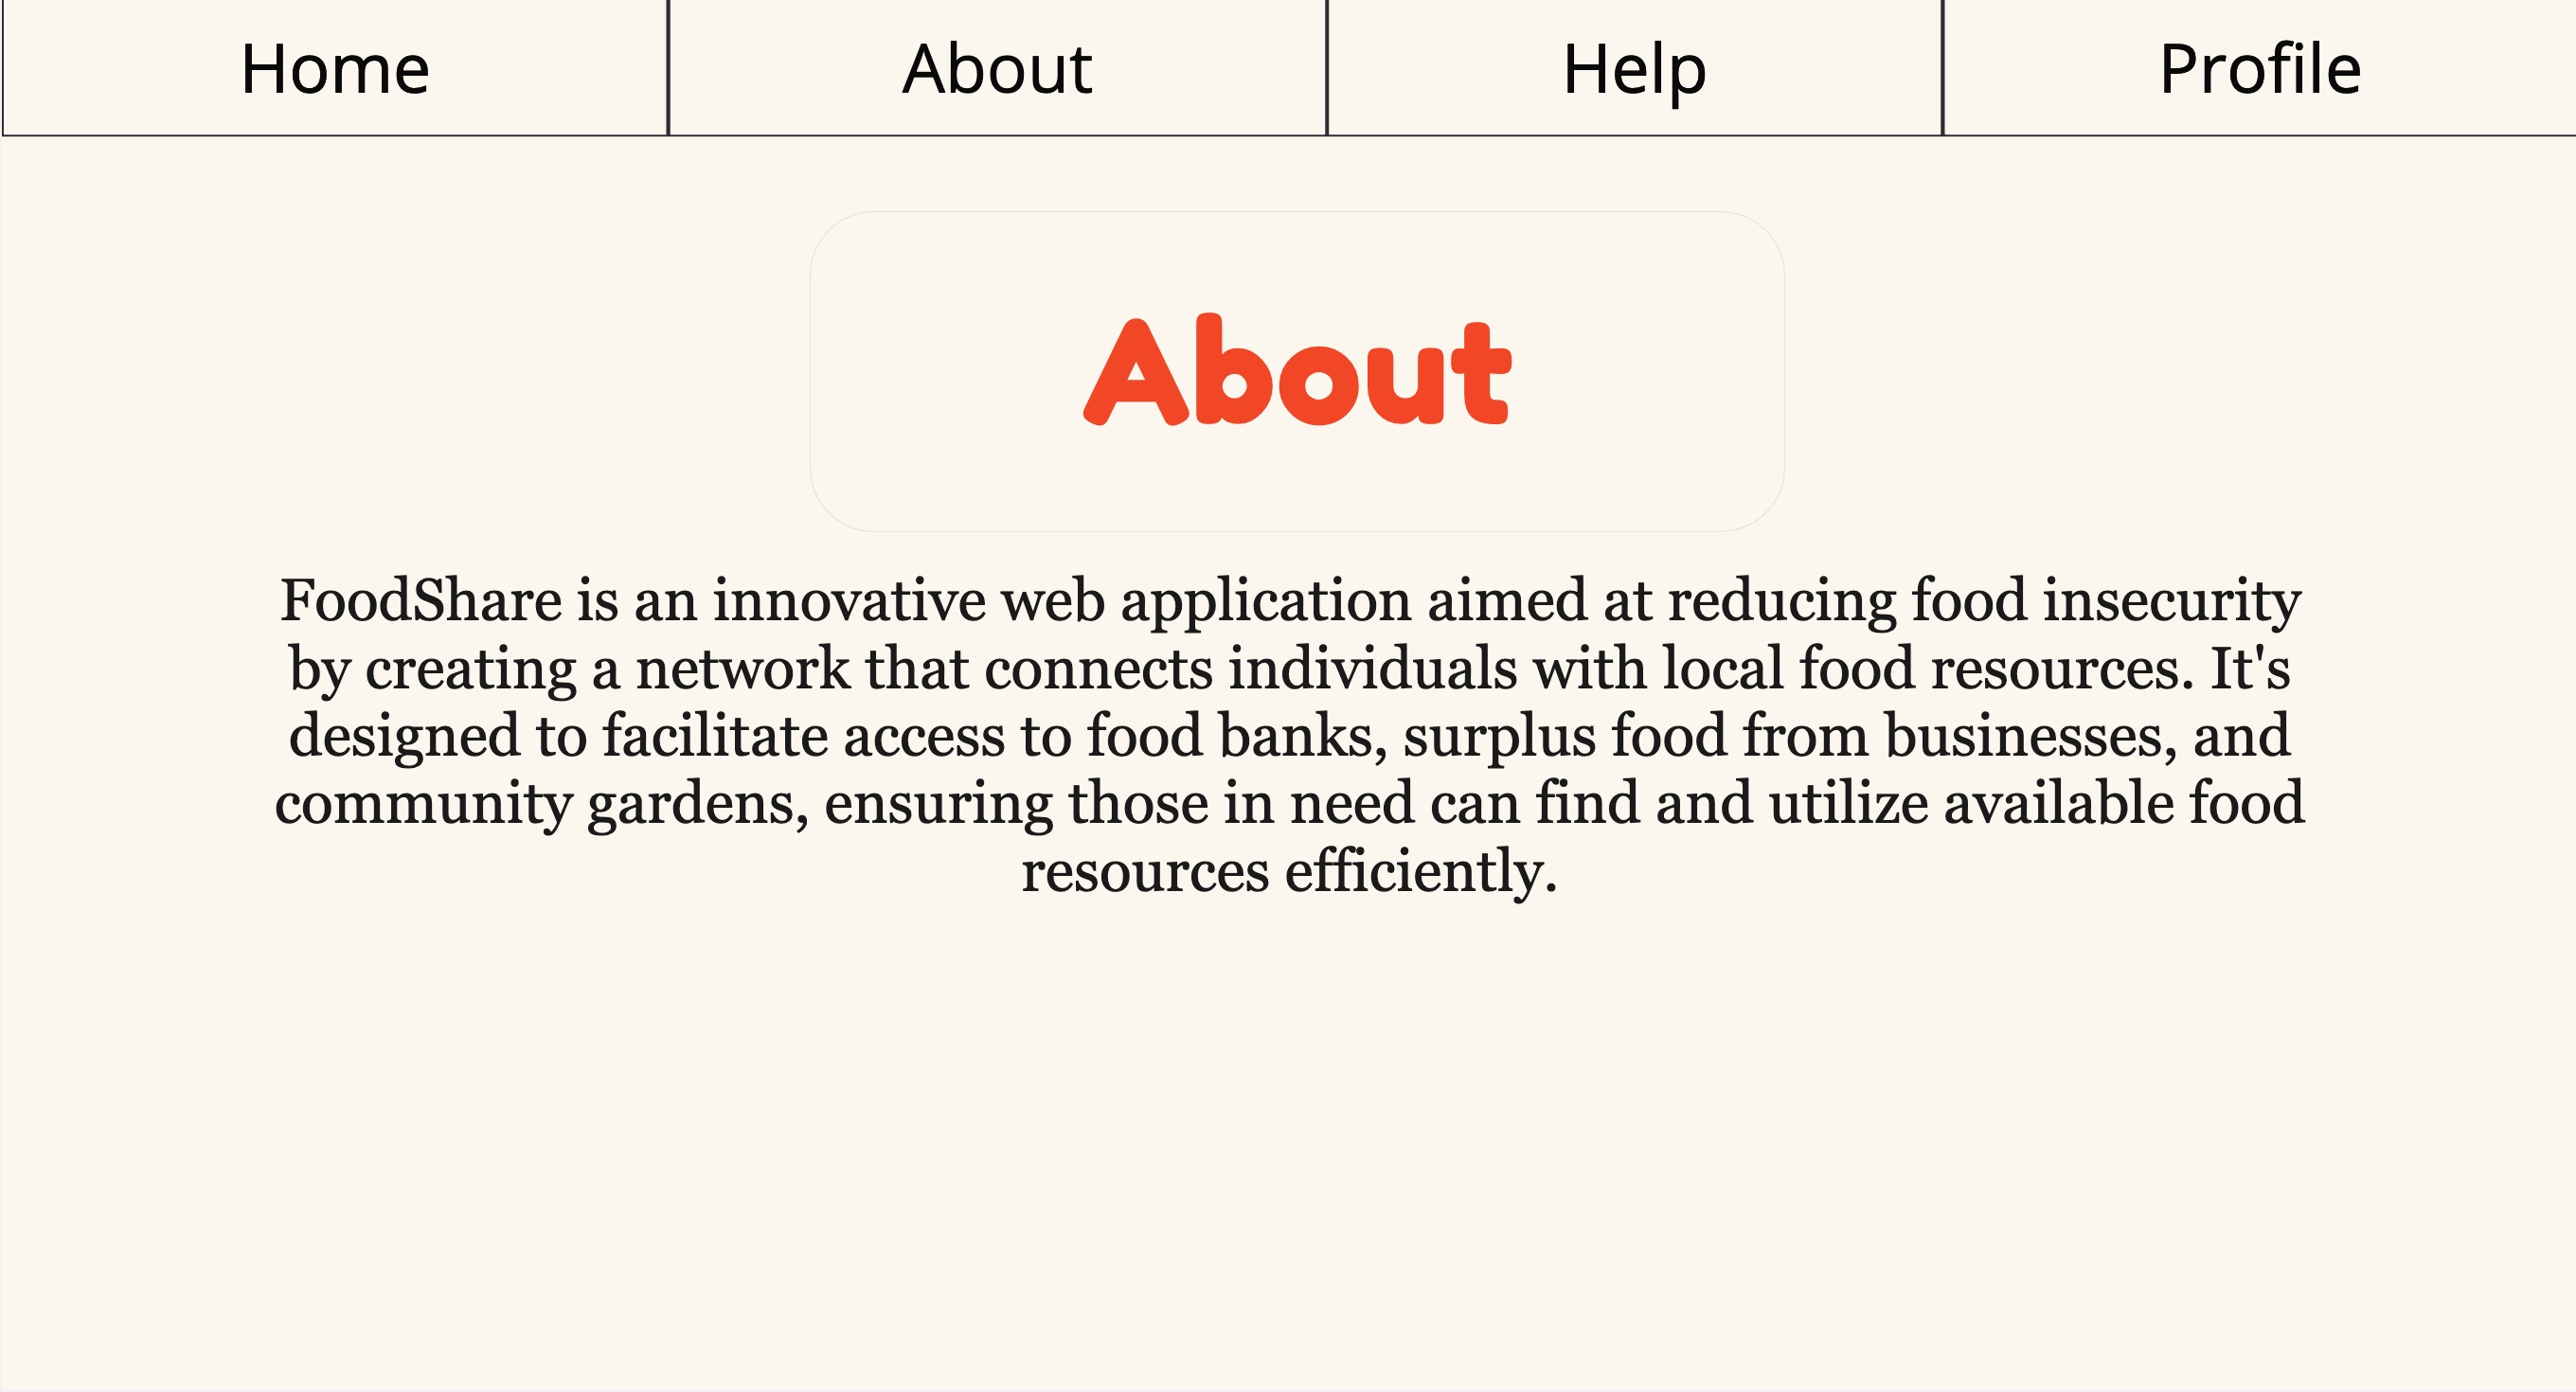 Home About Help Profile
About
FoodShare is an innovative web application aimed at reducing food insecurity
by creating a network that connects individuals with local food resources. It's
designed to facilitate access to food banks, surplus food from businesses, and
community gardens, ensuring those in need can find and utilize available food
resources efficiently.